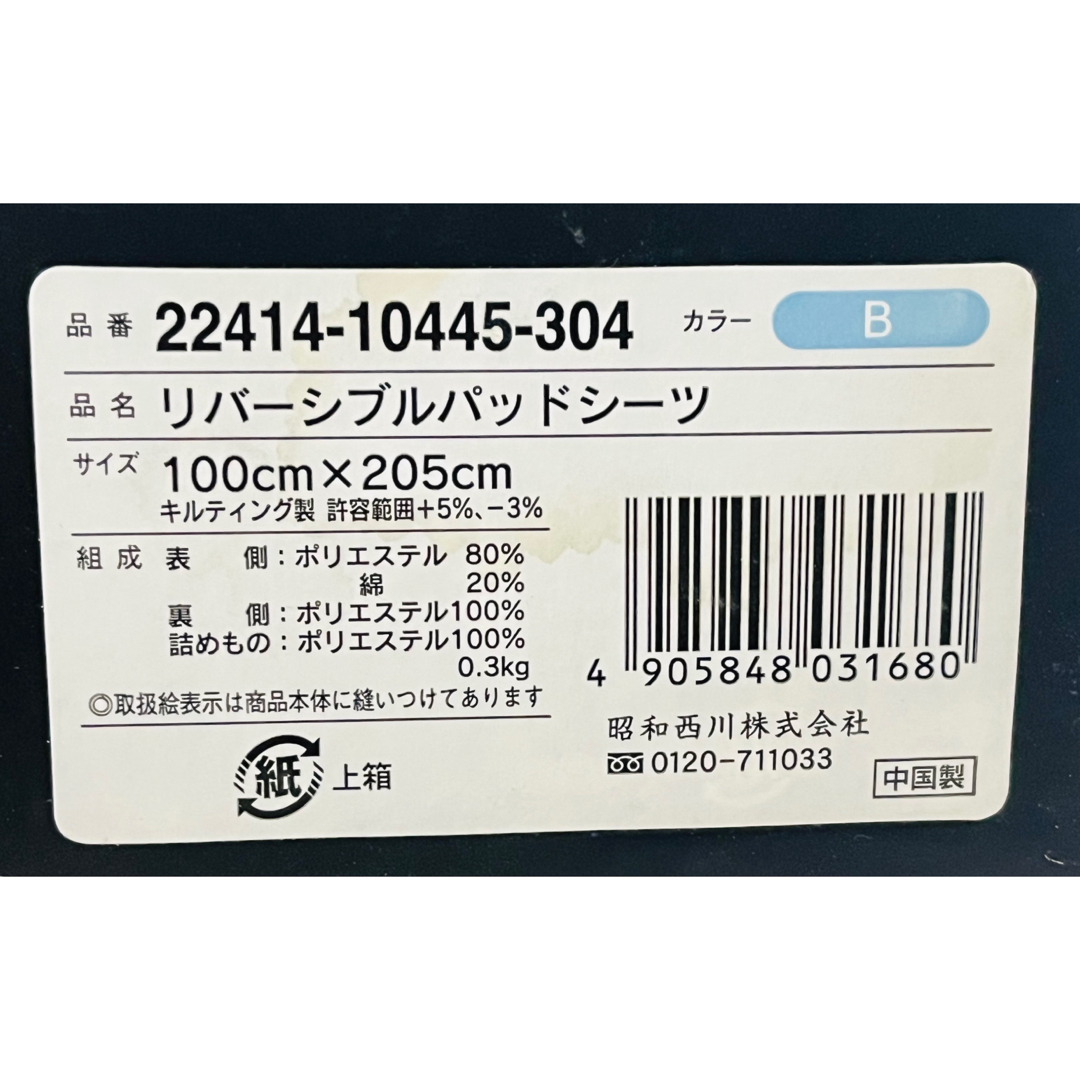 品番 22414-10445-304 カラー B
品名 リバーシブルパッドシーツ
サイズ 100cm×205cm
キルティング製 許容範囲+5%、-3%
組成 表 側:ポリエステル 80%
綿 20%
裏 側:ポリエステル100%
詰めもの:ポリエステル100%
0.3kg
◎取扱絵表示は商品本体に縫いつけてあります
紙 上箱
4 905848 031680
昭和西川株式会社
0120-711033
中国製